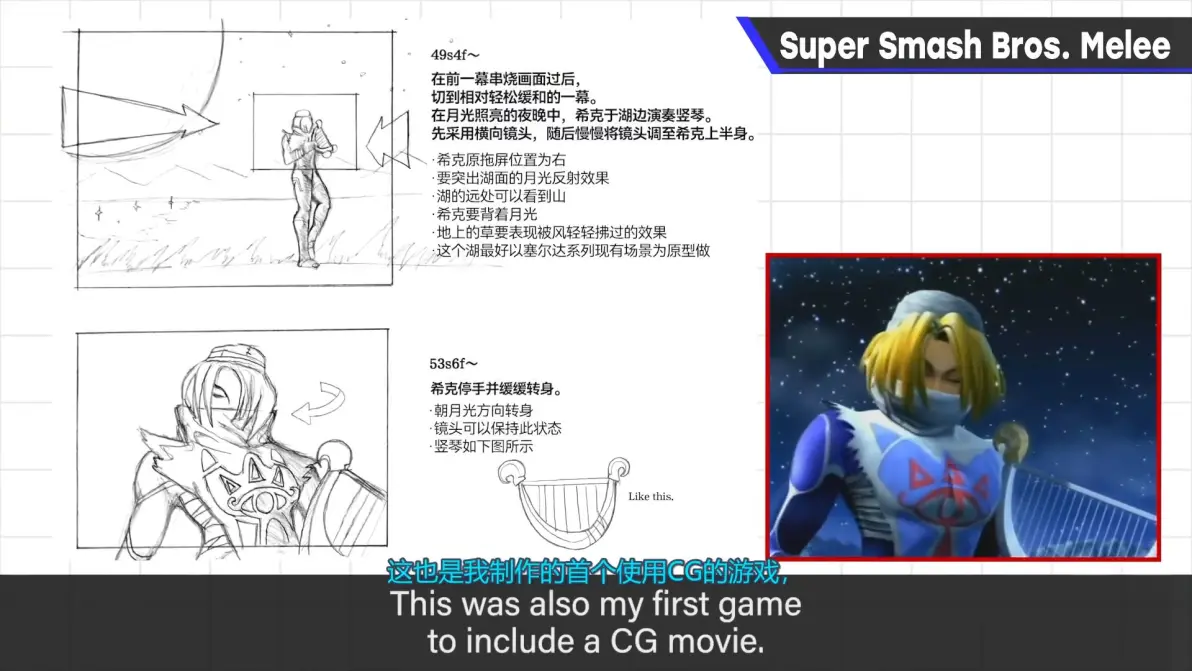 Super Smash Bros. Melee
49s4f～
在前一幕串烧画面过后，
切到相对轻松缓和的一幕。
在月光照亮的夜晚中，希克于湖边演奏竖琴。
先采用横向镜头，随后慢慢将镜头调至希克上半身。
·希克原拖屏位置为右
·要突出湖面的月光反射效果
·湖的远处可以看到山
·希克要背着月光
·地上的草要表现被风轻轻拂过的效果
·这个湖最好以塞尔达系列现有场景为原型做
53s6f～
希克停手并缓缓转身。
·朝月光方向转身
·镜头可以保持此状态
·竖琴如下图所示
Like this.
这也是我制作的首个使用CG的游戏，
This was also my first game
to include a CG movie.